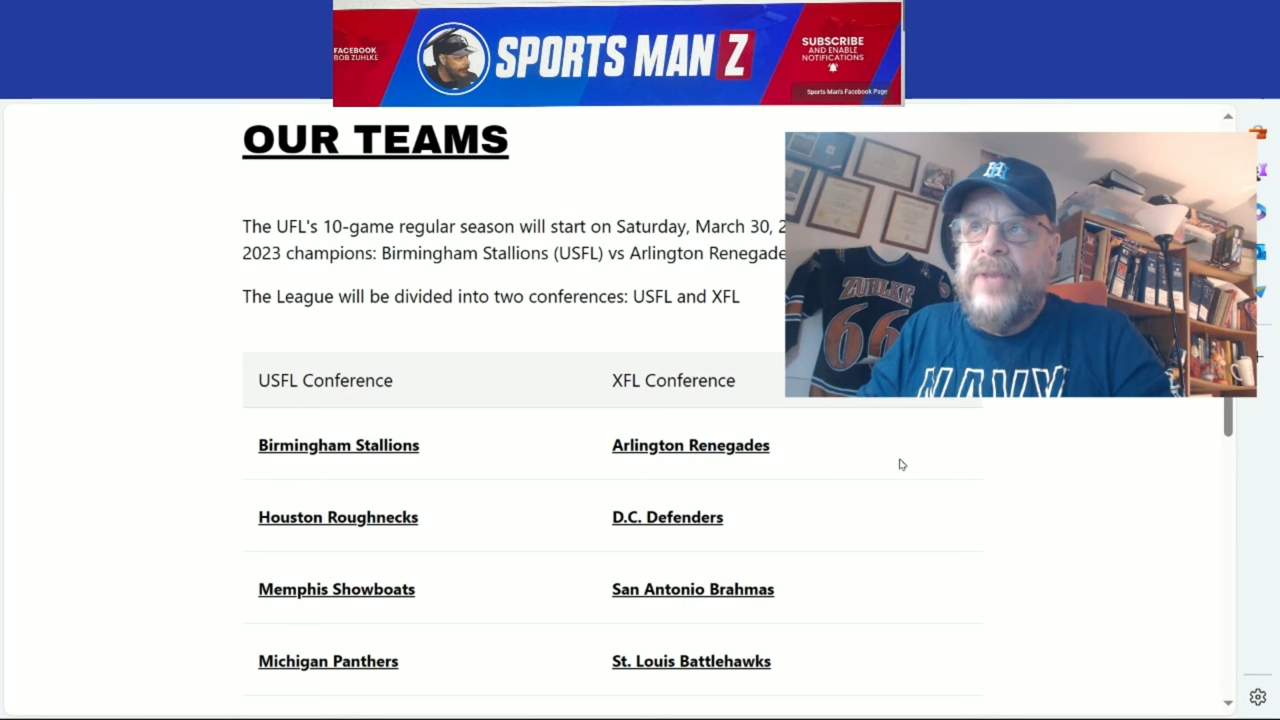 FACEBOOK
BOB ZUHLKE
SPORTS MAN Z
SUBSCRIBE
AND ENABLE
NOTIFICATIONS
Sports Man's Facebook Page
OUR TEAMS
The UFL's 10-game regular season will start on Saturday, March 30, 2
2023 champions: Birmingham Stallions (USFL) vs Arlington Renegade
The League will be divided into two conferences: USFL and XFL
ZUHLKE
66
NAVY
USFL Conference XFL Conference
Birmingham Stallions Arlington Renegades
Houston Roughnecks D.C. Defenders
Memphis Showboats San Antonio Brahmas
Michigan Panthers St. Louis Battlehawks